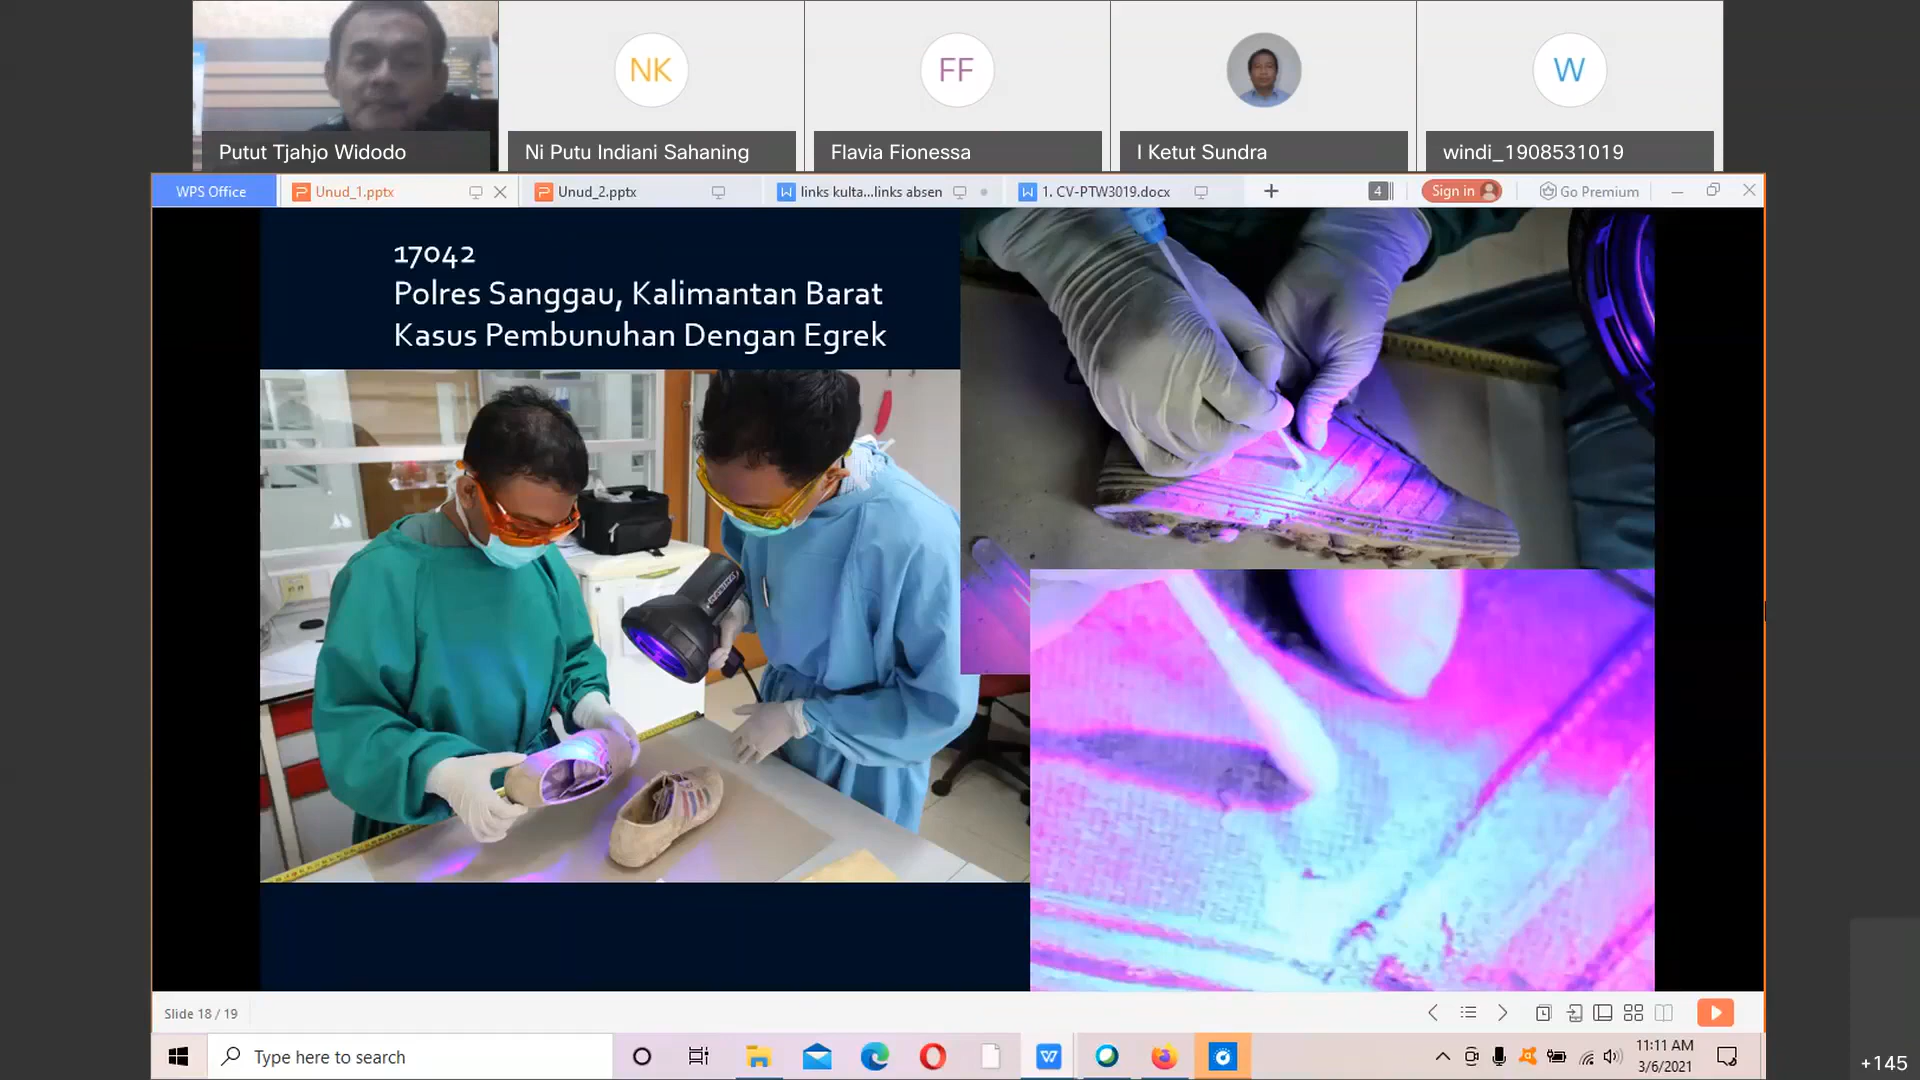 NK
FF
W
Putut Tjahjo Widodo
Ni Putu Indiani Sahaning
Flavia Fionessa
I Ketut Sundra
windi_1908531019
WPS Office
Unud_1.pptx
Unud_2.pptx
links kulta...links absen
1. CV-PTW3019.docx
4
Sign in
Go Premium
17042
Polres Sanggau, Kalimantan Barat
Kasus Pembunuhan Dengan Egrek
Slide 18 / 19
Type here to search
11:11 AM
3/6/2021
+145